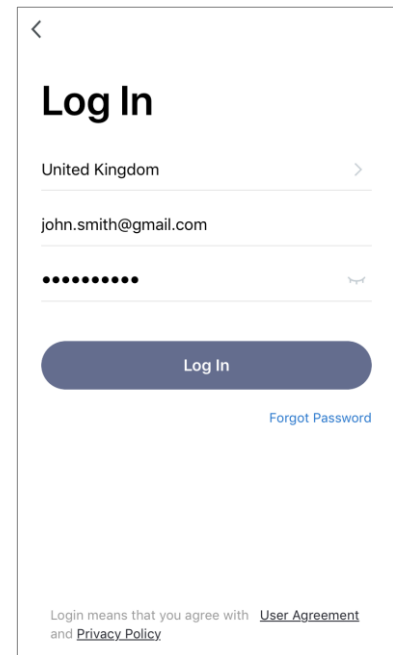 Log In
United Kingdom
john.smith@gmail.com
••••••••••
Log In
Forgot Password
Login means that you agree with User Agreement
and Privacy Policy